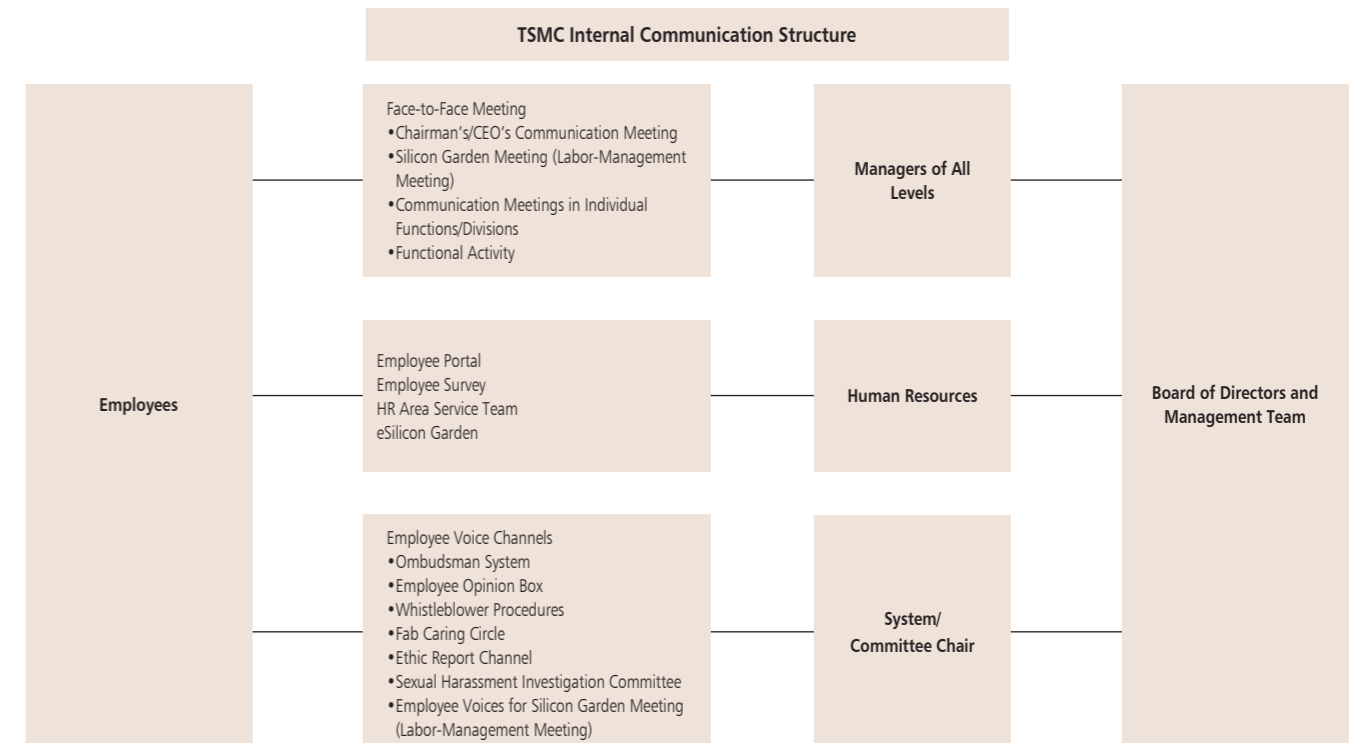 TSMC Internal Communication Structure
Employees
Face-to-Face Meeting
•Chairman's/CEO's Communication Meeting
•Silicon Garden Meeting (Labor-Management
Meeting)
•Communication Meetings in Individual
Functions/Divisions
•Functional Activity
Managers of All
Levels
Employee Portal
Employee Survey
HR Area Service Team
eSilicon Garden
Human Resources
Employee Voice Channels
•Ombudsman System
•Employee Opinion Box
•Whistleblower Procedures
•Fab Caring Circle
•Ethic Report Channel
•Sexual Harassment Investigation Committee
•Employee Voices for Silicon Garden Meeting
(Labor-Management Meeting)
System/
Committee Chair
Board of Directors and
Management Team